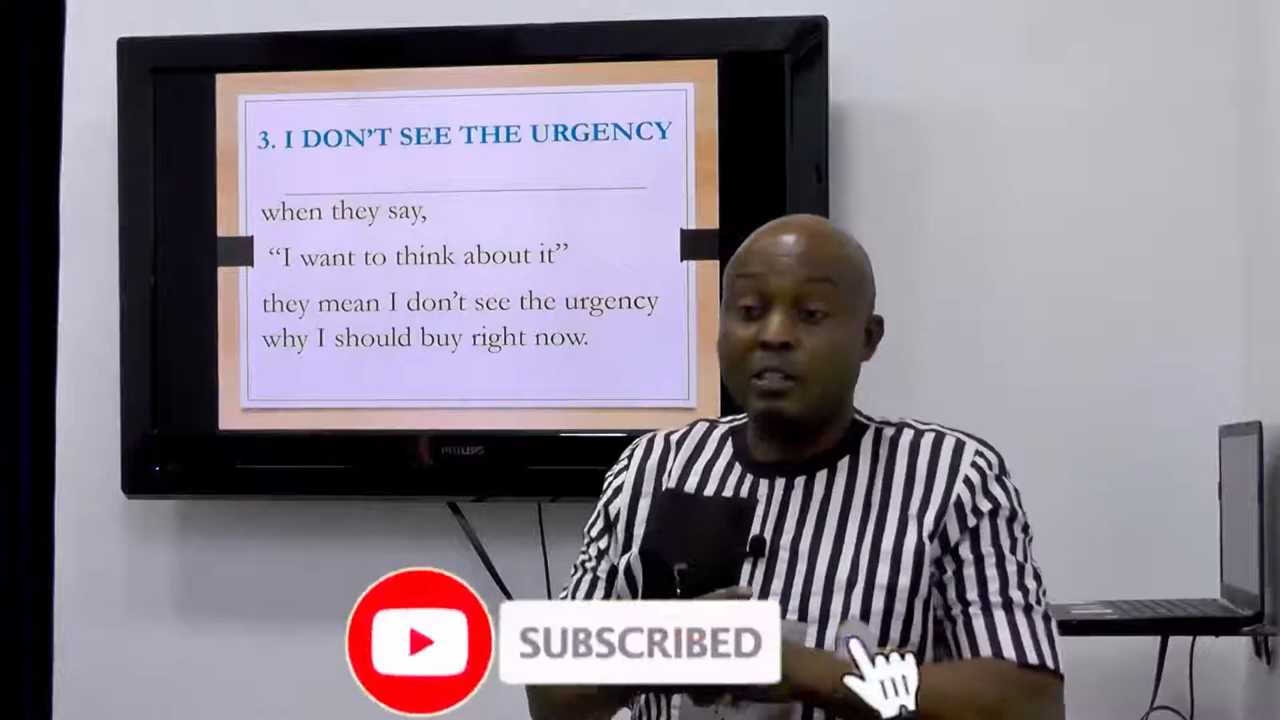 3. I DON'T SEE THE URGENCY
when they say,
“I want to think about it”
they mean I don't see the urgency
why I should buy right now.
PHILIPS
SUBSCRIBED